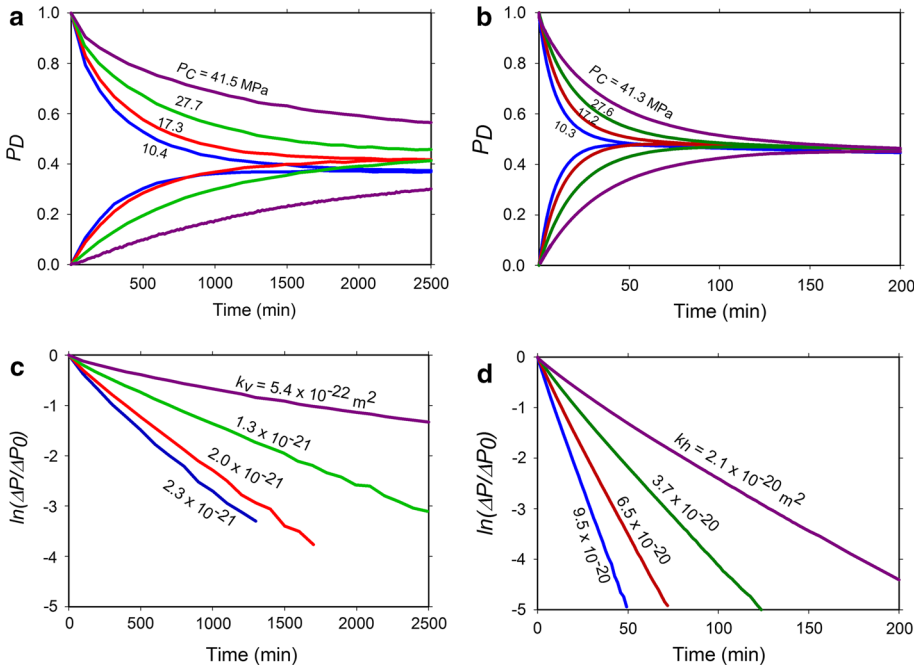 a
b
1.0
0.8
0.6
0.4
0.2
0.0
PD
PC = 41.5 MPa
27.7
17.3
10.4
500
1000
1500
2000
2500
Time (min)
1.0
0.8
0.6
0.4
0.2
0.0
PD
PC = 41.3 MPa
27.6
17.2
10.3
0
50
100
150
200
Time (min)
c
0
-1
-2
-3
-4
-5
ln(ΔP/ΔP0)
kv = 5.4 x 10-22 m2
1.3 x 10-21
2.0 x 10-21
2.3 x 10-21
0
500
1000
1500
2000
2500
Time (min)
d
0
-1
-2
-3
-4
-5
ln(ΔP/ΔP0)
kh = 2.1 x 10-20 m2
3.7 x 10-20
6.5 x 10-20
9.5 x 10-20
0
50
100
150
200
Time (min)